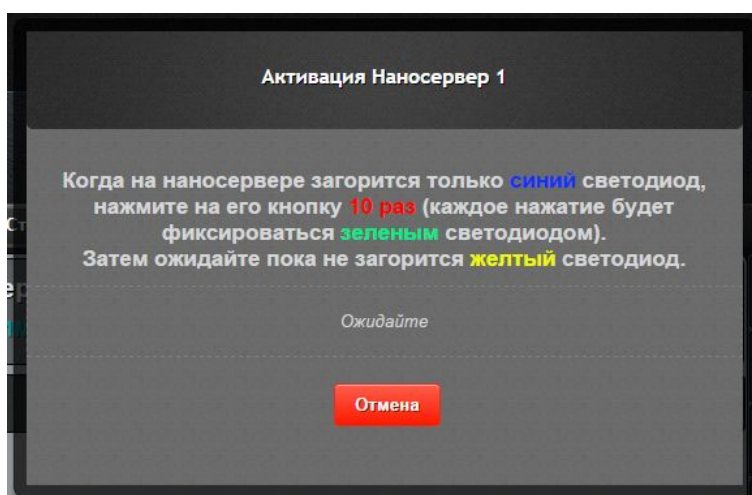 Активация Наносервер 1
Когда на наносервере загорится только синий светодиод,
нажмите на его кнопку 10 раз (каждое нажатие будет
фиксироваться зеленым светодиодом).
Затем ожидайте пока не загорится желтый светодиод.
Ожидайте
Отмена